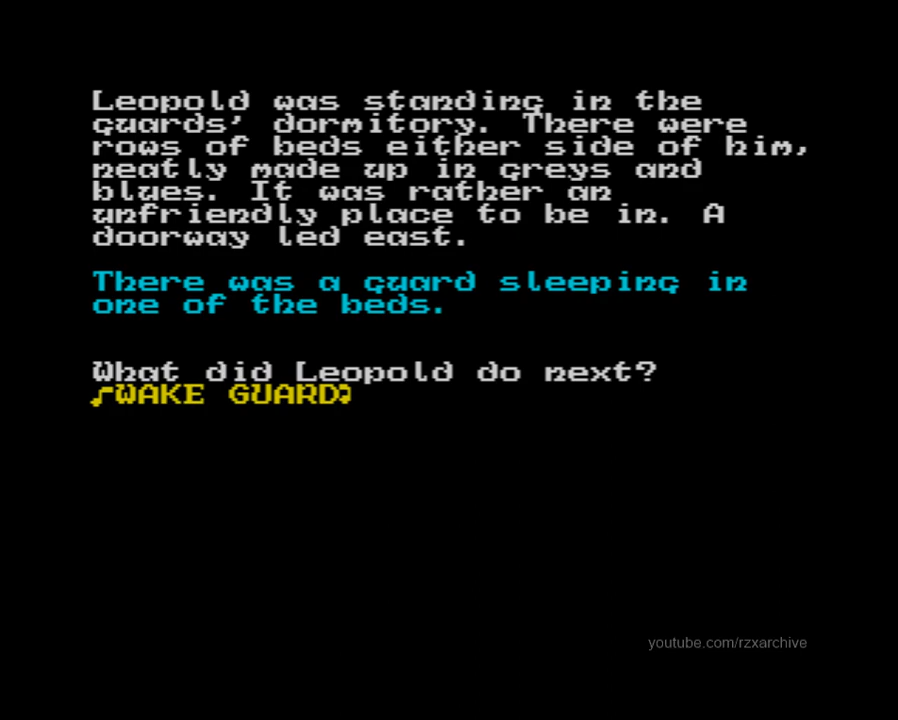 Leopold was standing in the
guards' dormitory. There were
rows of beds either side of him,
neatly made up in greys and
blues. It was rather an
unfriendly place to be in. A
doorway led east.
There was a guard sleeping in
one of the beds.
What did Leopold do next?
♪WAKE GUARD
youtube.com/rzxarchive